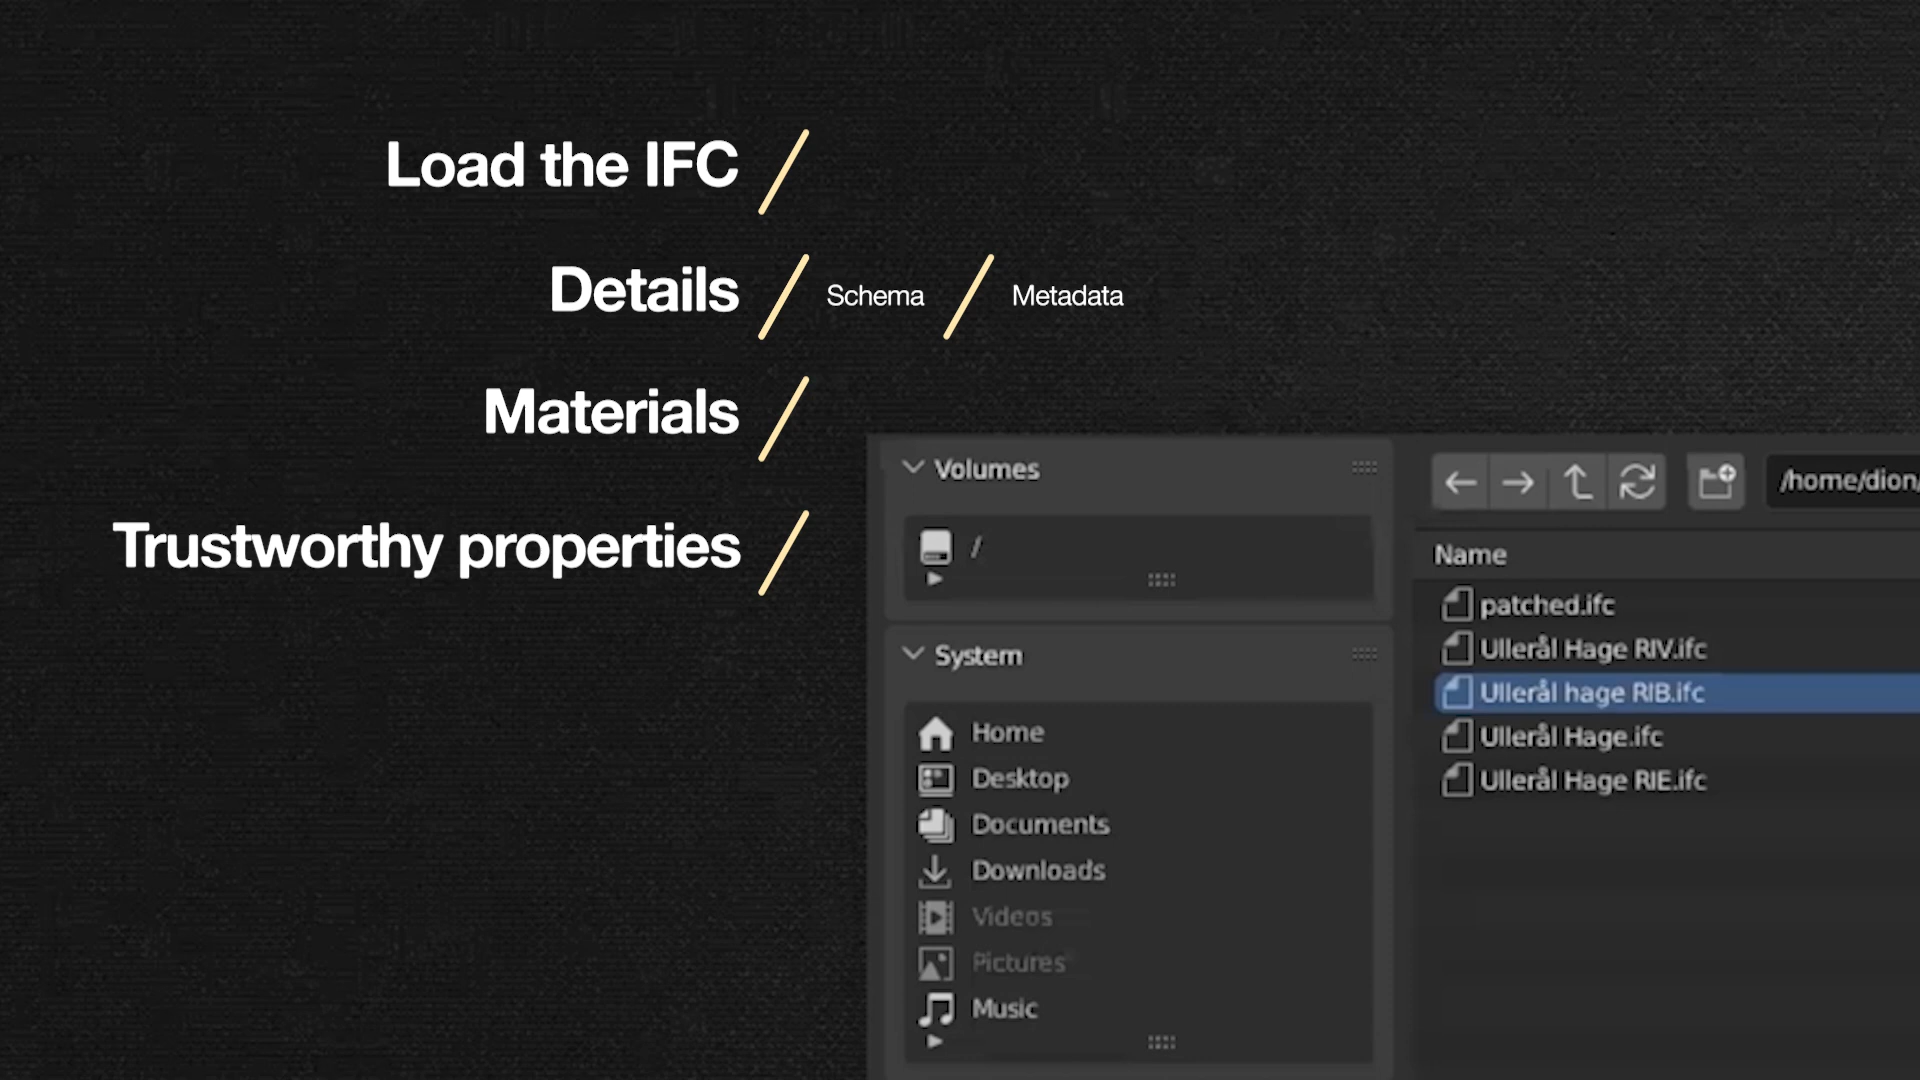 Load the IFC
Details
Schema
Metadata
Materials
Trustworthy properties
Volumes
/
System
Home
Desktop
Documents
Downloads
Videos
Pictures
Music
/home/dion/
Name
patched.ifc
Ullerål Hage RIV.ifc
Ullerål hage RIB.ifc
Ullerål Hage.ifc
Ullerål Hage RIE.ifc